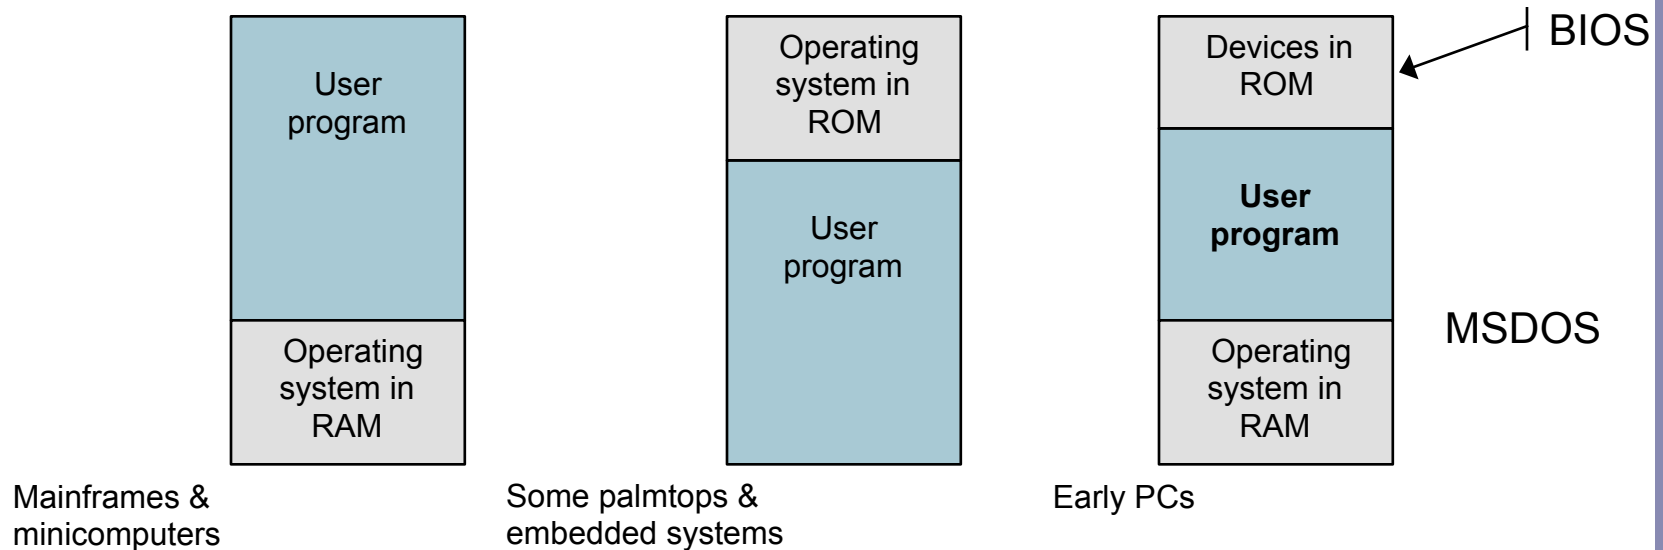 User
program
Operating
system in
RAM
Mainframes &
minicomputers
Operating
system in
ROM
User
program
Some palmtops &
embedded systems
Devices in
ROM
User
program
Operating
system in
RAM
Early PCs
BIOS
MSDOS